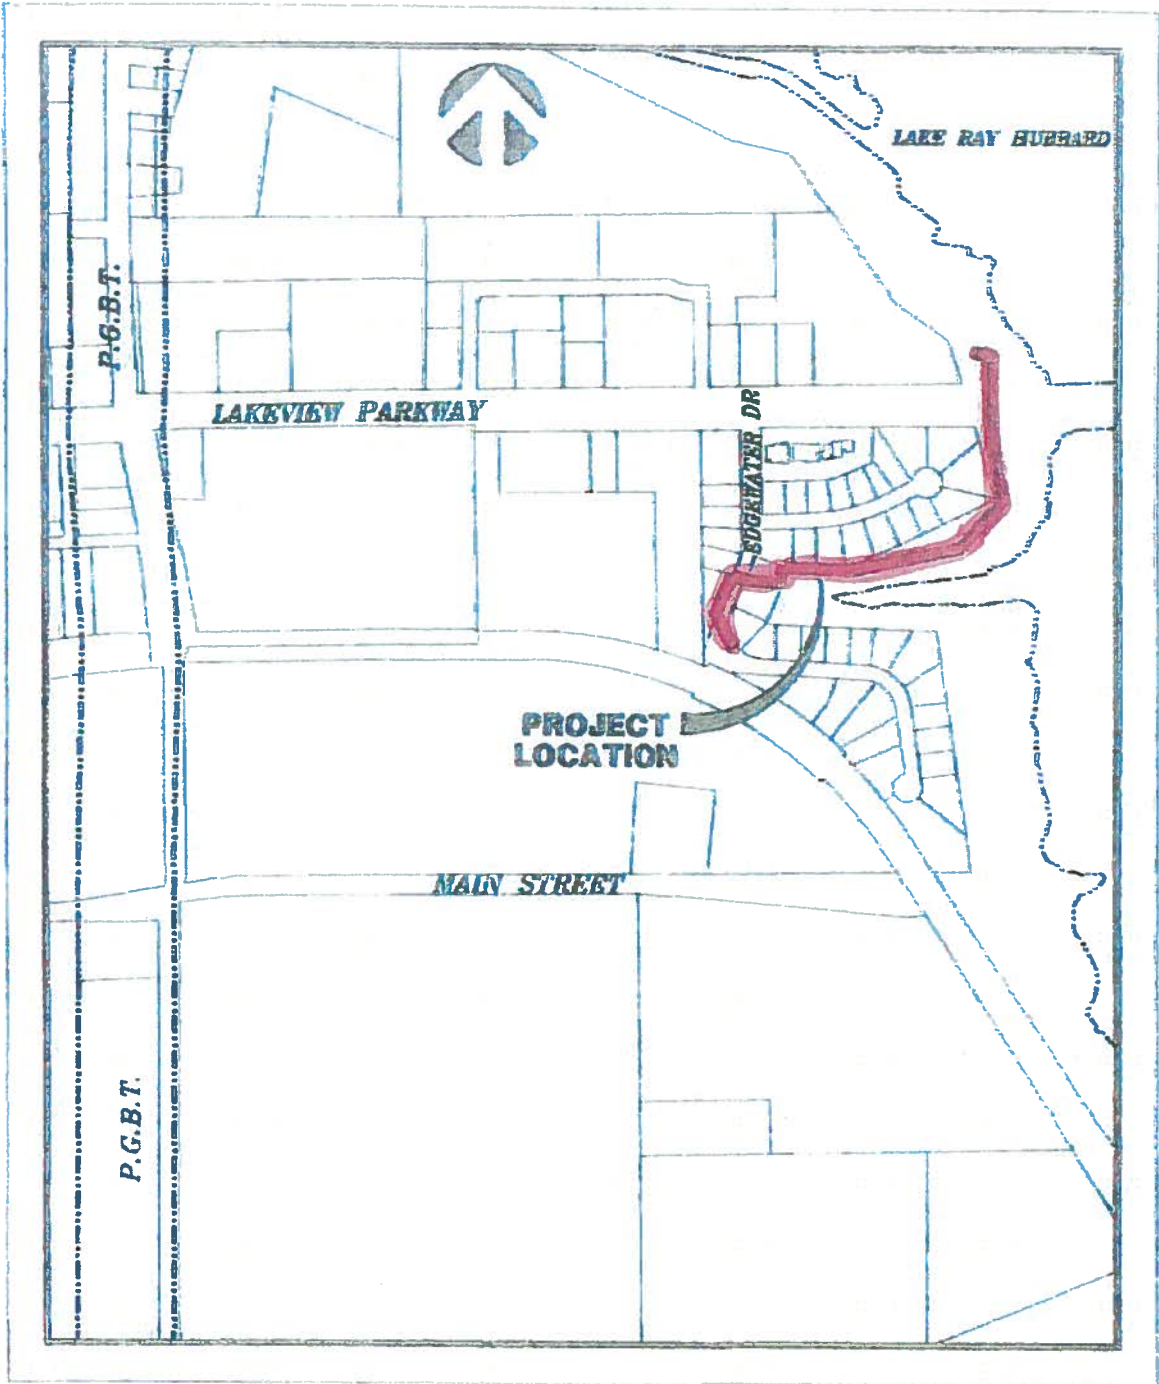 LAKE RAY HUBBARD
P.G.B.T.
LAKEVIEW PARKWAY
EDGEWATER DR
PROJECT
LOCATION
MAIN STREET
P.G.B.T.